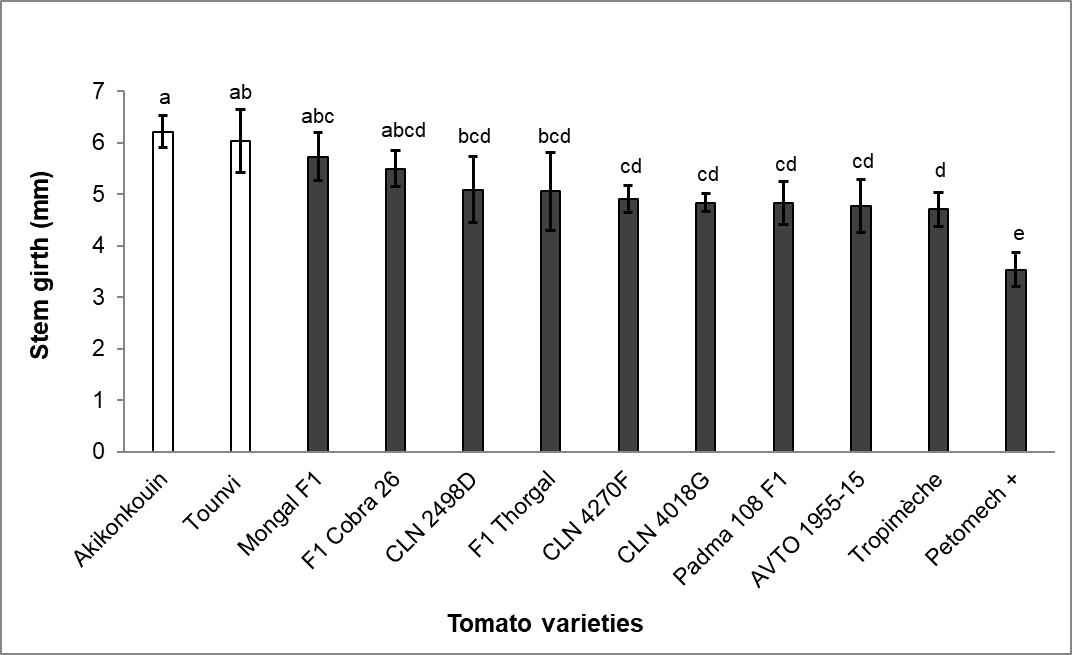 7
6
5
4
3
2
1
0
Stem girth (mm)
a
ab
abc
abcd
bcd
bcd
cd
cd
cd
cd
d
e
Akikonkouin
Tounvi
Mongal F1
F1 Cobra 26
CLN 2498D
F1 Thorgal
CLN 4270F
CLN 4018G
Padma 108 F1
AVTO 1955-15
Tropimèche
Petomech +
Tomato varieties